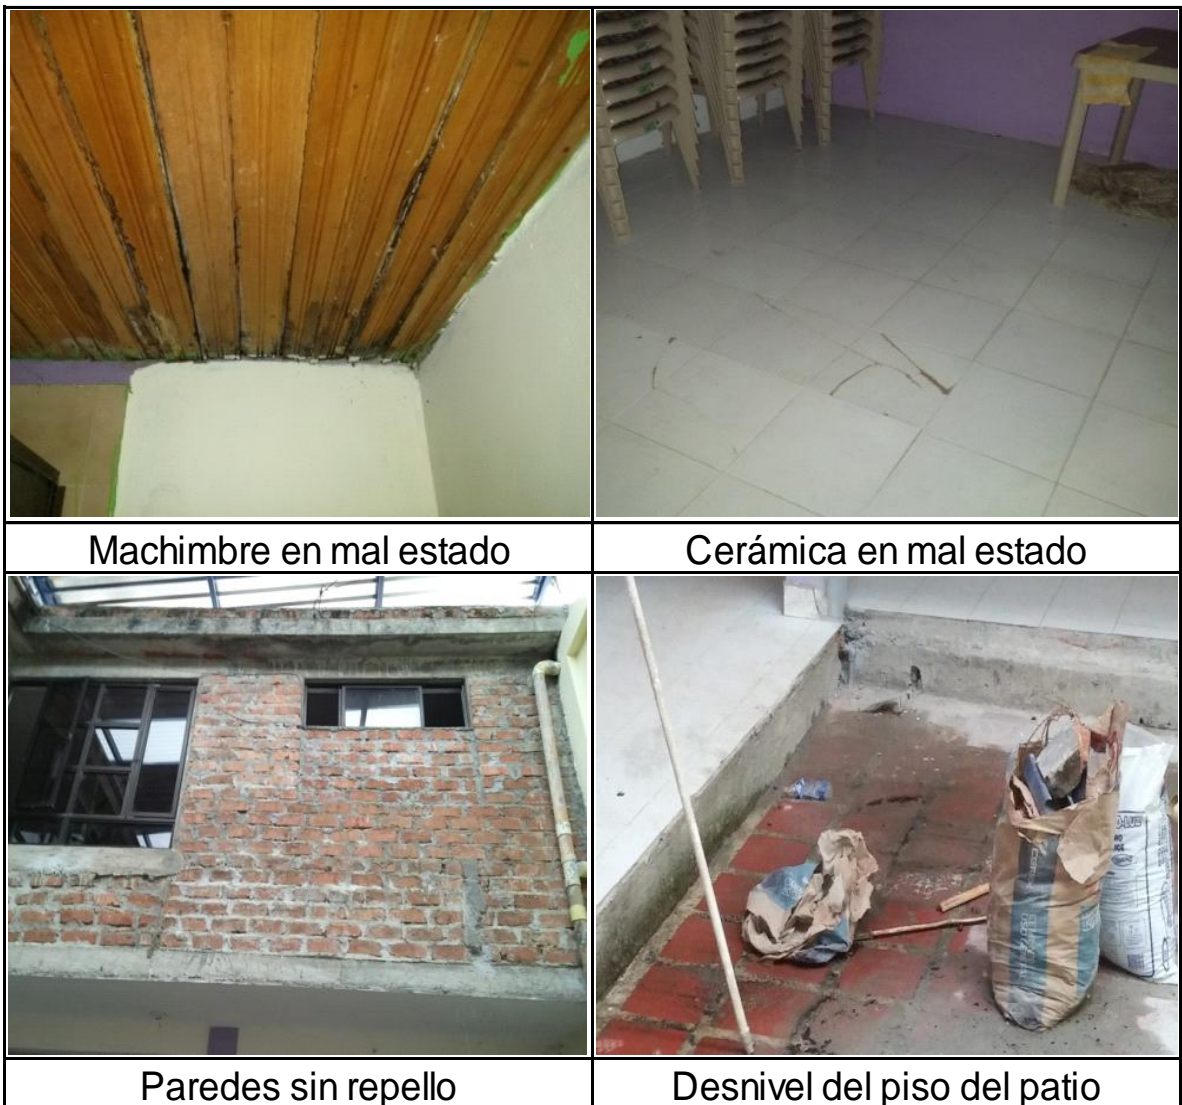 Machimbre en mal estado
Cerámica en mal estado
Paredes sin repello
Desnivel del piso del patio